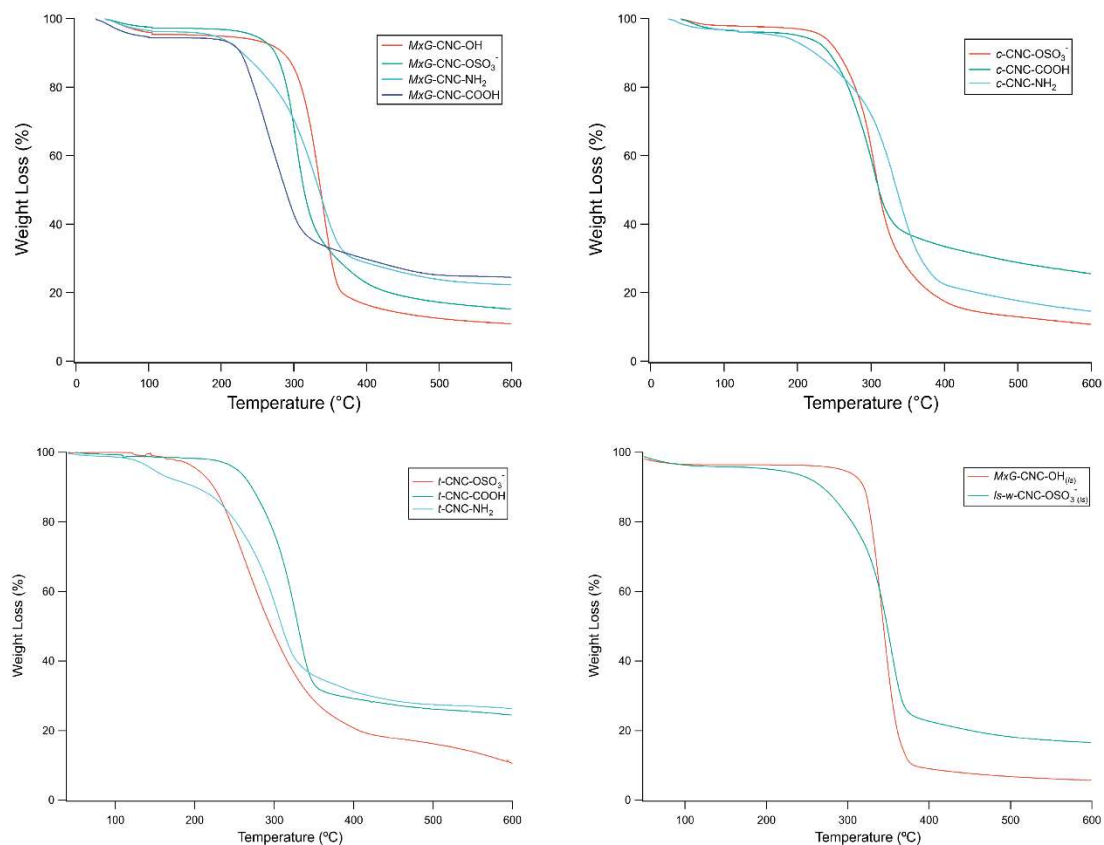 100
80
60
40
20
0
Weight Loss (%)
MxG-CNC-OH
MxG-CNC-OSO₃⁻
MxG-CNC-NH₂
MxG-CNC-COOH
0 100 200 300 400 500 600
Temperature (°C)
100
80
60
40
20
0
Weight Loss (%)
c-CNC-OSO₃⁻
c-CNC-COOH
c-CNC-NH₂
0 100 200 300 400 500 600
Temperature (°C)
100
80
60
40
20
0
Weight Loss (%)
t-CNC-OSO₃⁻
t-CNC-COOH
t-CNC-NH₂
100 200 300 400 500 600
Temperature (ºC)
100
80
60
40
20
0
Weight Loss (%)
MxG-CNC-OH₍ls₎
ls-w-CNC-OSO₃⁻₍ls₎
100 200 300 400 500 600
Temperature (ºC)